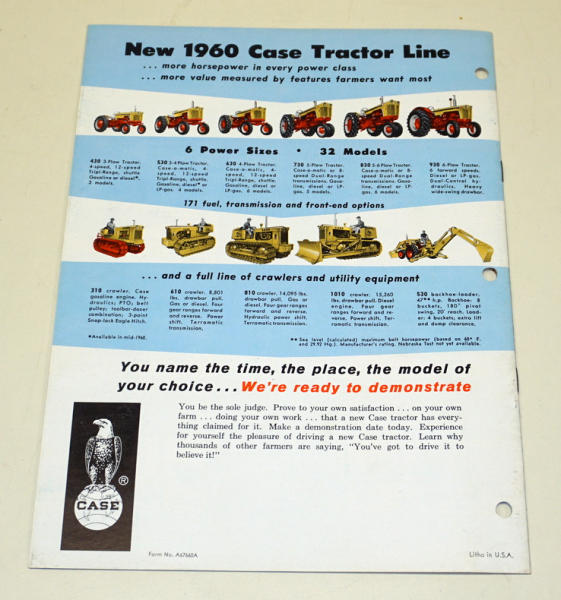 New 1960 Case Tractor Line
. . . more horsepower in every power class
. . . more value measured by features farmers want most
6 Power Sizes • 32 Models
430 3-Plow Tractor.
4-speed, 12-speed
Tripl-Range, shuttle.
Gasoline or diesel*.
2 models.
530 3-4 Plow Tractor.
Case-o-matic, 4-
speed, 12-speed
Tripl-Range, shuttle.
Gasoline, diesel* or
LP-gas. 4 models.
630 4-Plow Tractor.
Case-o-matic, 4-
speed, 12-speed
Tripl-Range, shuttle.
Gasoline, diesel or
LP-gas. 6 models.
730 5-Plow Tractor.
Case-o-matic or 8-
speed Dual-Range
transmissions. Gaso-
line, diesel or LP-
gas. 5 models.
830 5-6 Plow Tractor.
Case-o-matic or 8-
speed Dual-Range
transmissions. Gaso-
line, diesel or LP-
gas. 6 models.
930 6-Plow Tractor.
6 forward speeds.
Diesel or LP-gas.
Dual-Control hy-
draulics. Heavy
wide-swing drawbar.
171 fuel, transmission and front-end options
. . . and a full line of crawlers and utility equipment
310 crawler. Case
gasoline engine. Hy-
draulics; PTO; belt
pulley; toolbar-dozer
combination; 3-point
Snap-lock Eagle Hitch.
610 crawler, 8,801
lbs. drawbar pull.
Gas or diesel. Four
gear ranges forward
and reverse. Power
shift. Terramatic
transmission.
810 crawler, 14,095 lbs.
drawbar pull. Gas or
diesel. Four gear
ranges forward and
reverse. Hydraulic
power shift.
Terramatic transmission.
1010 crawler, 15,260
lbs. drawbar pull. Diesel
engine. Four gear
ranges forward and re-
verse. Power shift. Ter-
ramatic transmission.
530 backhoe-loader,
47** h.p. Backhoe: 8
buckets, 180° pivot
swing, 20' reach. Load-
er: 4 buckets; extra lift
and dump clearance.
*Available in mid-1960.
** Sea level (calculated) maximum belt horsepower (based on 60° F.
and 29.92 Hg.). Manufacturer's rating. Nebraska Test not yet available.
You name the time, the place, the model of
your choice . . . We're ready to demonstrate
You be the sole judge. Prove to your own satisfaction . . . on your own
farm . . . doing your own work . . . that a new Case tractor has every-
thing claimed for it. Make a demonstration date today. Experience
for yourself the pleasure of driving a new Case tractor. Learn why
thousands of other farmers are saying, "You've got to drive it to
believe it!"
CASE
®
Form No. A67660A
Litho in U.S.A.